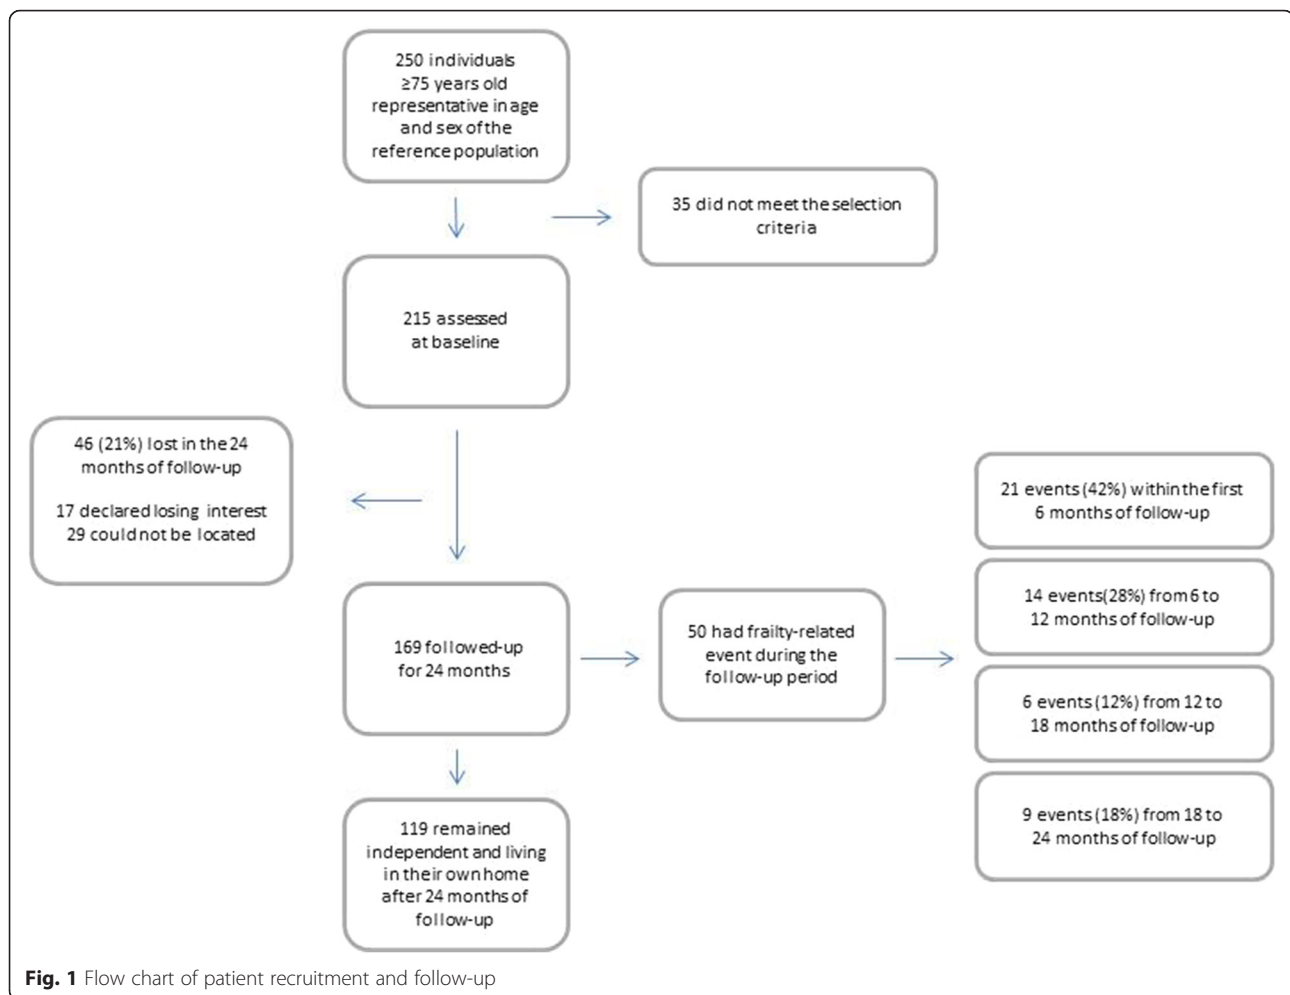 250 individuals
≥75 years old
representative in age
and sex of the
reference population
35 did not meet the selection
criteria
215 assessed
at baseline
46 (21%) lost in the 24
months of follow-up
17 declared losing interest
29 could not be located
169 followed-up
for 24 months
50 had frailty-related
event during the
follow-up period
21 events (42%) within the first
6 months of follow-up
14 events(28%) from 6 to
12 months of follow-up
6 events (12%) from 12 to
18 months of follow-up
9 events (18%) from 18 to
24 months of follow-up
119 remained
independent and living
in their own home
after 24 months of
follow-up
Fig. 1 Flow chart of patient recruitment and follow-up